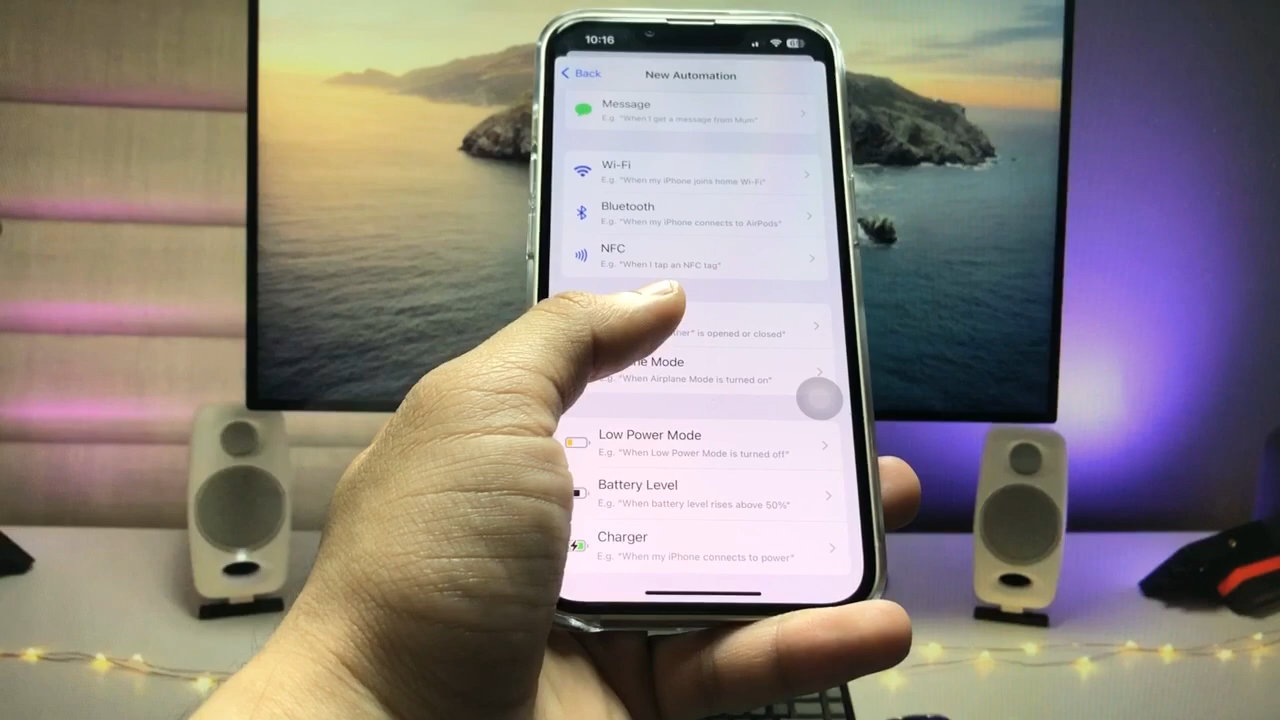 10:16
Back
New Automation
Message
E.g. "When I get a message from Mum"
Wi-Fi
E.g. "When my iPhone joins home Wi-Fi"
Bluetooth
E.g. "When my iPhone connects to AirPods"
NFC
E.g. "When I tap an NFC tag"
is opened or closed"
Mode
E.g. "When Airplane Mode is turned on"
Low Power Mode
E.g. "When Low Power Mode is turned off"
Battery Level
E.g. "When battery level rises above 50%"
Charger
E.g. "When my iPhone connects to power"